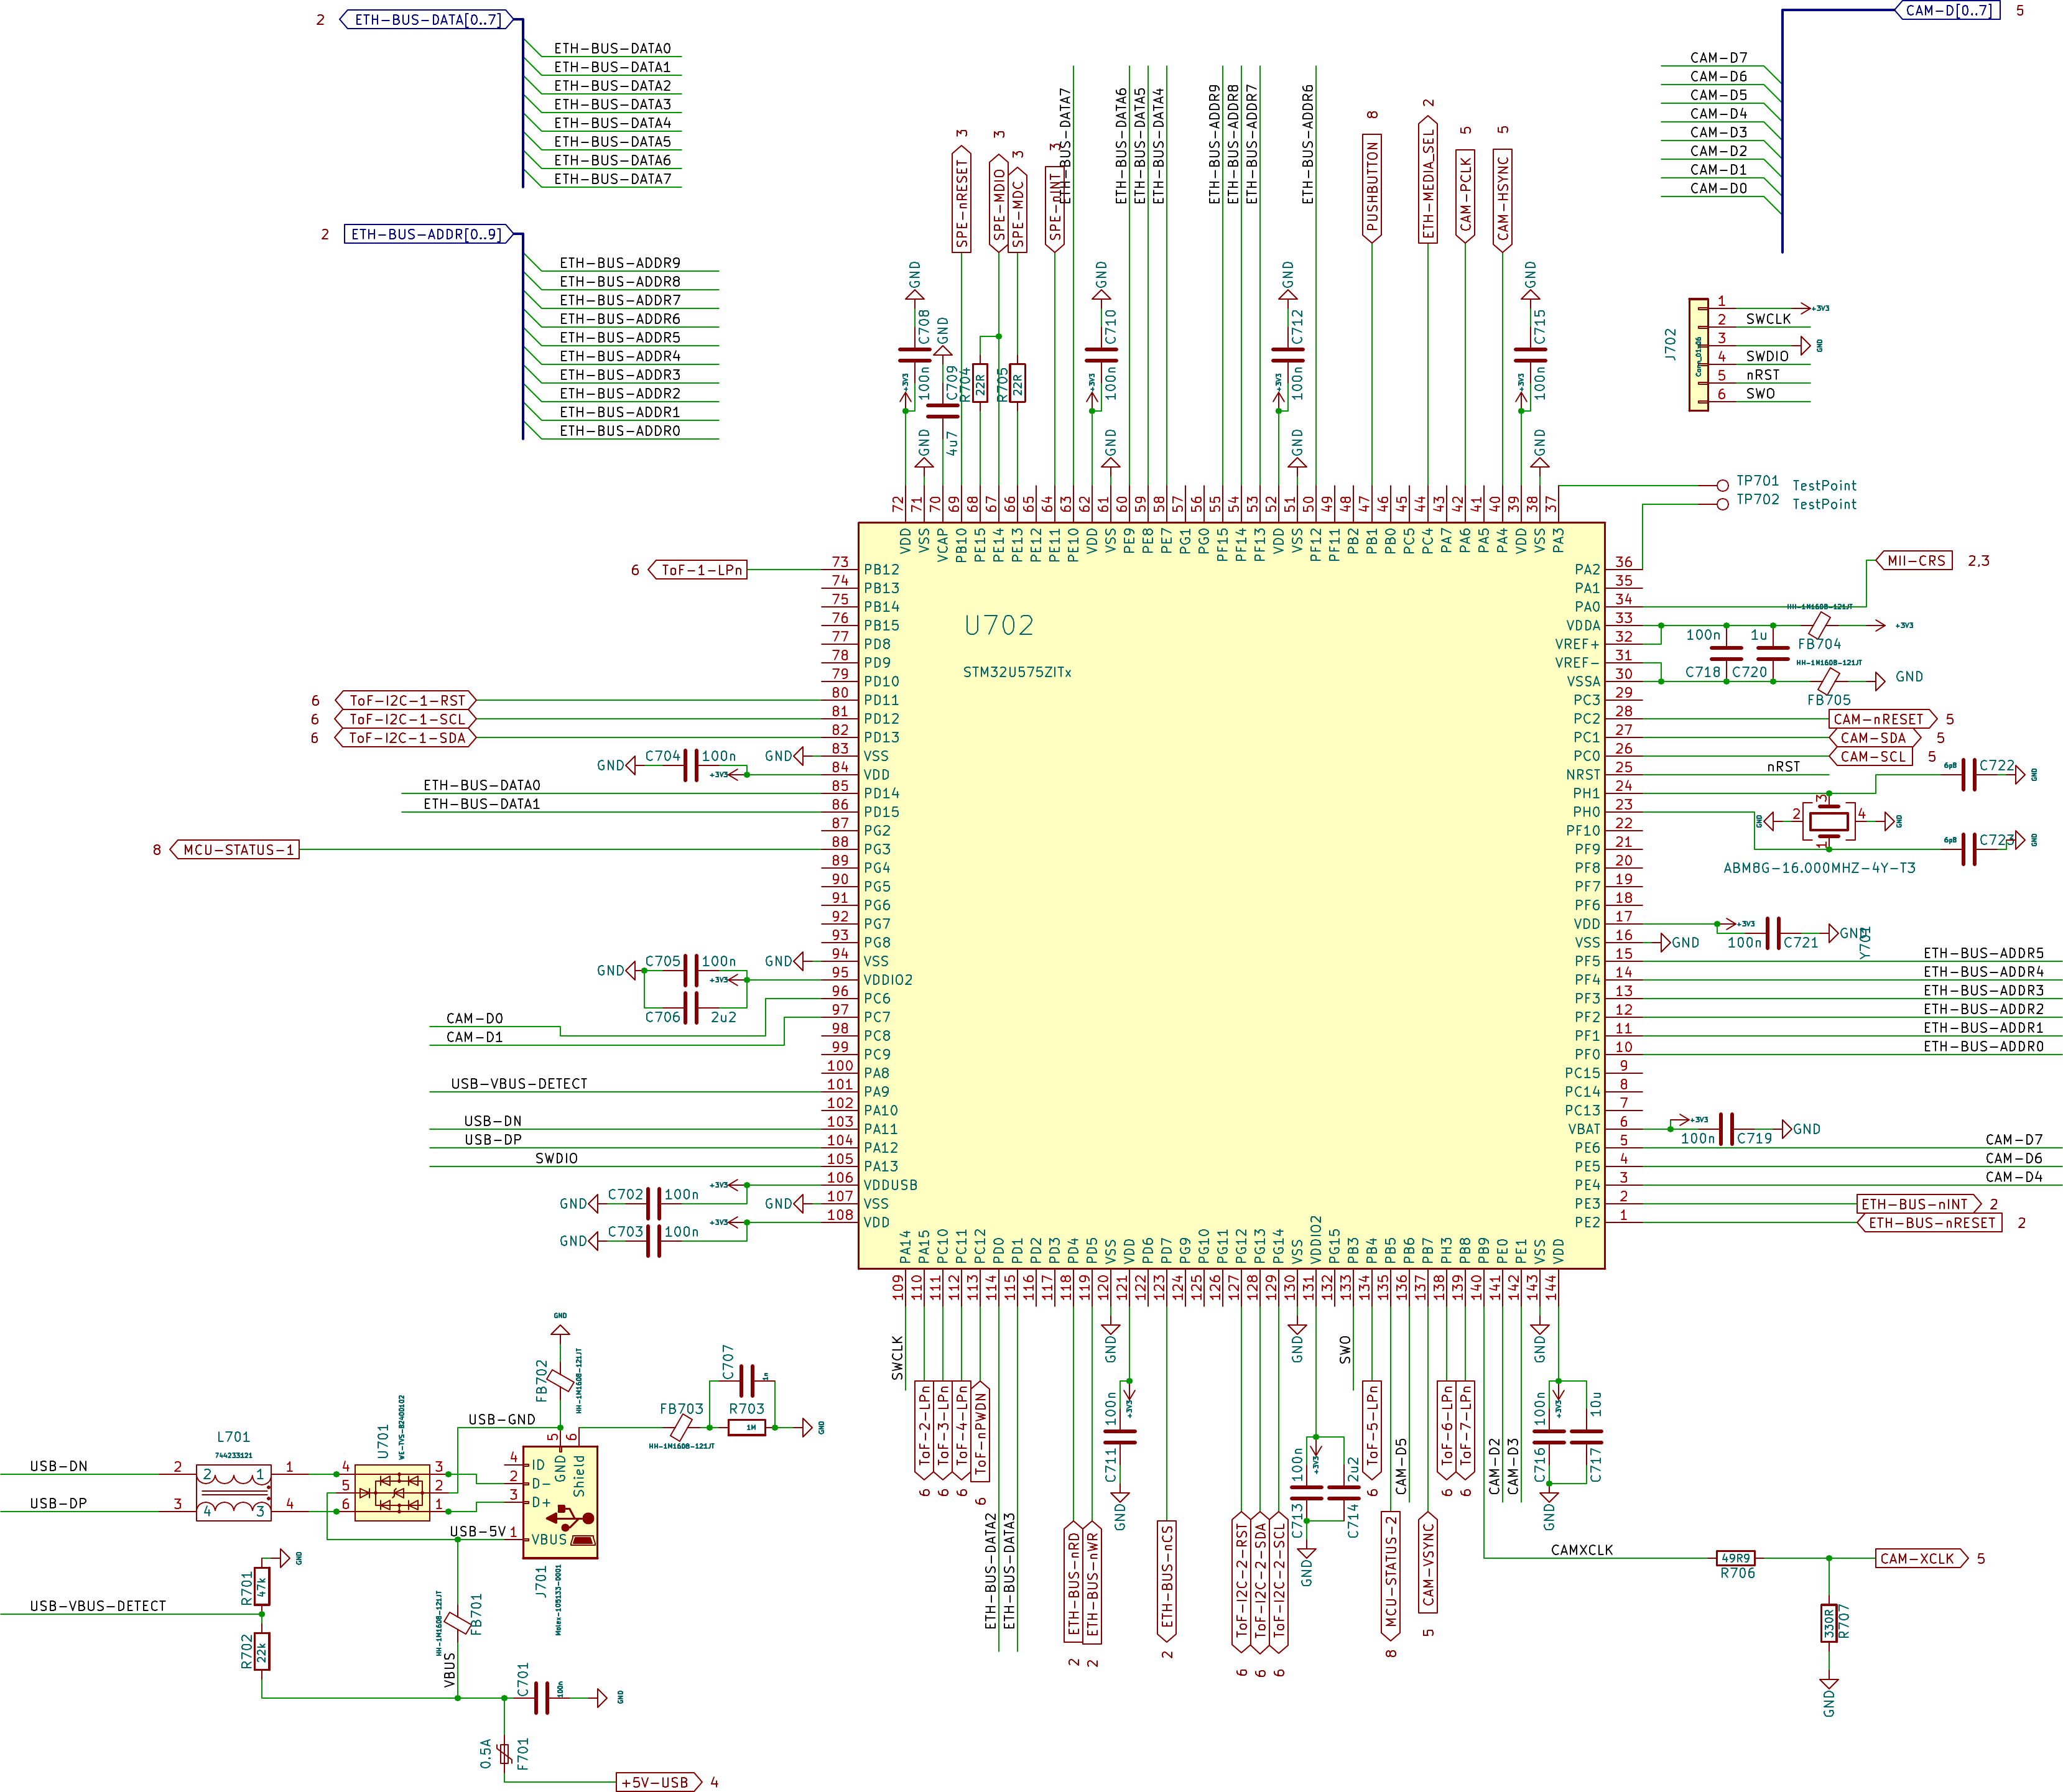 2 ETH-BUS-DATA[0..7]
ETH-BUS-DATA0
ETH-BUS-DATA1
ETH-BUS-DATA2
ETH-BUS-DATA3
ETH-BUS-DATA4
ETH-BUS-DATA5
ETH-BUS-DATA6
ETH-BUS-DATA7
2 ETH-BUS-ADDR[0..9]
ETH-BUS-ADDR9
ETH-BUS-ADDR8
ETH-BUS-ADDR7
ETH-BUS-ADDR6
ETH-BUS-ADDR5
ETH-BUS-ADDR4
ETH-BUS-ADDR3
ETH-BUS-ADDR2
ETH-BUS-ADDR1
ETH-BUS-ADDR0
CAM-D[0..7] 5
CAM-D7
CAM-D6
CAM-D5
CAM-D4
CAM-D3
CAM-D2
CAM-D1
CAM-D0
SPE-nRESET 3
SPE-MDIO 3
SPE-MDC 3
SPE-nINT 3
ETH-BUS-DATA7
ETH-BUS-DATA6
ETH-BUS-DATA5
ETH-BUS-DATA4
ETH-BUS-ADDR9
ETH-BUS-ADDR8
ETH-BUS-ADDR7
ETH-BUS-ADDR6
PUSHBUTTON 8
ETH-MEDIA_SEL 2
CAM-PCLK 5
CAM-HSYNC 5
GND C708 100n +3V3
GND C709 4u7
GND
R704 22R
R705 22R
GND C710 100n +3V3
GND
GND C712 100n +3V3
GND
GND C715 100n +3V3
GND
J702
Conn_01x06
1 +3V3
2 SWCLK
3 GND
4 SWDIO
5 nRST
6 SWO
TP701 TestPoint
TP702 TestPoint
72 VDD
71 VSS
70 VCAP
69 PB10
68 PE15
67 PE14
66 PE13
65 PE12
64 PE11
63 PE10
62 VDD
61 VSS
60 PE9
59 PE8
58 PE7
57 PG1
56 PG0
55 PF15
54 PF14
53 PF13
52 VDD
51 VSS
50 PF12
49 PF11
48 PB2
47 PB1
46 PB0
45 PC5
44 PC4
43 PA7
42 PA6
41 PA5
40 PA4
39 VDD
38 VSS
37 PA3
U702
STM32U575ZITx
6 ToF-1-LPn 73 PB12
74 PB13
75 PB14
76 PB15
77 PD8
78 PD9
79 PD10
6 ToF-I2C-1-RST 80 PD11
6 ToF-I2C-1-SCL 81 PD12
6 ToF-I2C-1-SDA 82 PD13
GND 83 VSS
GND C704 100n +3V3 84 VDD
ETH-BUS-DATA0 85 PD14
ETH-BUS-DATA1 86 PD15
87 PG2
8 MCU-STATUS-1 88 PG3
89 PG4
90 PG5
91 PG6
92 PG7
93 PG8
GND 94 VSS
GND C705 100n +3V3 95 VDDIO2
C706 2u2
CAM-D0 96 PC6
CAM-D1 97 PC7
98 PC8
99 PC9
100 PA8
USB-VBUS-DETECT 101 PA9
102 PA10
USB-DN 103 PA11
USB-DP 104 PA12
SWDIO 105 PA13
GND C702 100n +3V3 106 VDDUSB
GND 107 VSS
GND C703 100n +3V3 108 VDD
PA2 36
PA1 35
PA0 34 MII-CRS 2,3
VDDA 33 HH-1M1608-121JT FB704 +3V3
VREF+ 32 100n C718 1u C720
VREF- 31
VSSA 30 HH-1M1608-121JT FB705 GND
PC3 29
PC2 28 CAM-nRESET 5
PC1 27 CAM-SDA 5
PC0 26 CAM-SCL 5
NRST 25 nRST
PH1 24 6p8 C722 GND
PH0 23 6p8 C723 GND
GND 2 3 4 1 GND
ABM8G-16.000MHZ-4Y-T3
Y701
PF10 22
PF9 21
PF8 20
PF7 19
PF6 18
VDD 17 +3V3 100n C721 GND
VSS 16 GND
PF5 15 ETH-BUS-ADDR5
PF4 14 ETH-BUS-ADDR4
PF3 13 ETH-BUS-ADDR3
PF2 12 ETH-BUS-ADDR2
PF1 11 ETH-BUS-ADDR1
PF0 10 ETH-BUS-ADDR0
PC15 9
PC14 8
PC13 7
VBAT 6 +3V3 100n C719 GND
PE6 5 CAM-D7
PE5 4 CAM-D6
PE4 3 CAM-D4
PE3 2 ETH-BUS-nINT 2
PE2 1 ETH-BUS-nRESET 2
PA14 109 SWCLK
PA15 110 ToF-2-LPn 6
PC10 111 ToF-3-LPn 6
PC11 112 ToF-4-LPn 6
PC12 113 ToF-nPWDN 6
PD0 114 ETH-BUS-DATA2
PD1 115 ETH-BUS-DATA3
PD2 116
PD3 117
PD4 118 ETH-BUS-nRD 2
PD5 119 ETH-BUS-nWR 2
VSS 120 GND
VDD 121 +3V3 100n C711 GND
PD6 122
PD7 123 ETH-BUS-nCS 2
PG9 124
PG10 125
PG11 126
PG12 127 ToF-I2C-2-RST 6
PG13 128 ToF-I2C-2-SDA 6
PG14 129 ToF-I2C-2-SCL 6
VSS 130 GND
VDDIO2 131 +3V3 100n C713 2u2 C714 GND
PG15 132
PB3 133 SWO
PB4 134 ToF-5-LPn 6
PB5 135 MCU-STATUS-2 8
PB6 136 CAM-D5
PB7 137 CAM-VSYNC 5
PH3 138 ToF-6-LPn 6
PB8 139 ToF-7-LPn 6
PB9 140 CAMXCLK
PE0 141 CAM-D2
PE1 142 CAM-D3
VSS 143 GND
VDD 144 +3V3 100n C716 10u C717 GND
49R9 R706
CAM-XCLK 5
330R R707
GND
GND
FB702 HH-1M1608-121JT
USB-GND
FB703 HH-1M1608-121JT
C707 1n
R703 1M
GND
L701
744233121
USB-DN 2 2 1 1
USB-DP 3 4 3 4
U701 WE-TVS-82400102
4 3
5 2
6 1
5 GND
6 Shield
4 ID
2 D-
3 D+
USB-5V 1 VBUS
J701 Molex-105133-0001
GND
R701 47k
USB-VBUS-DETECT
R702 22k
FB701 HH-1M1608-121JT
VBUS
C701 100n GND
0.5A F701
+5V-USB 4